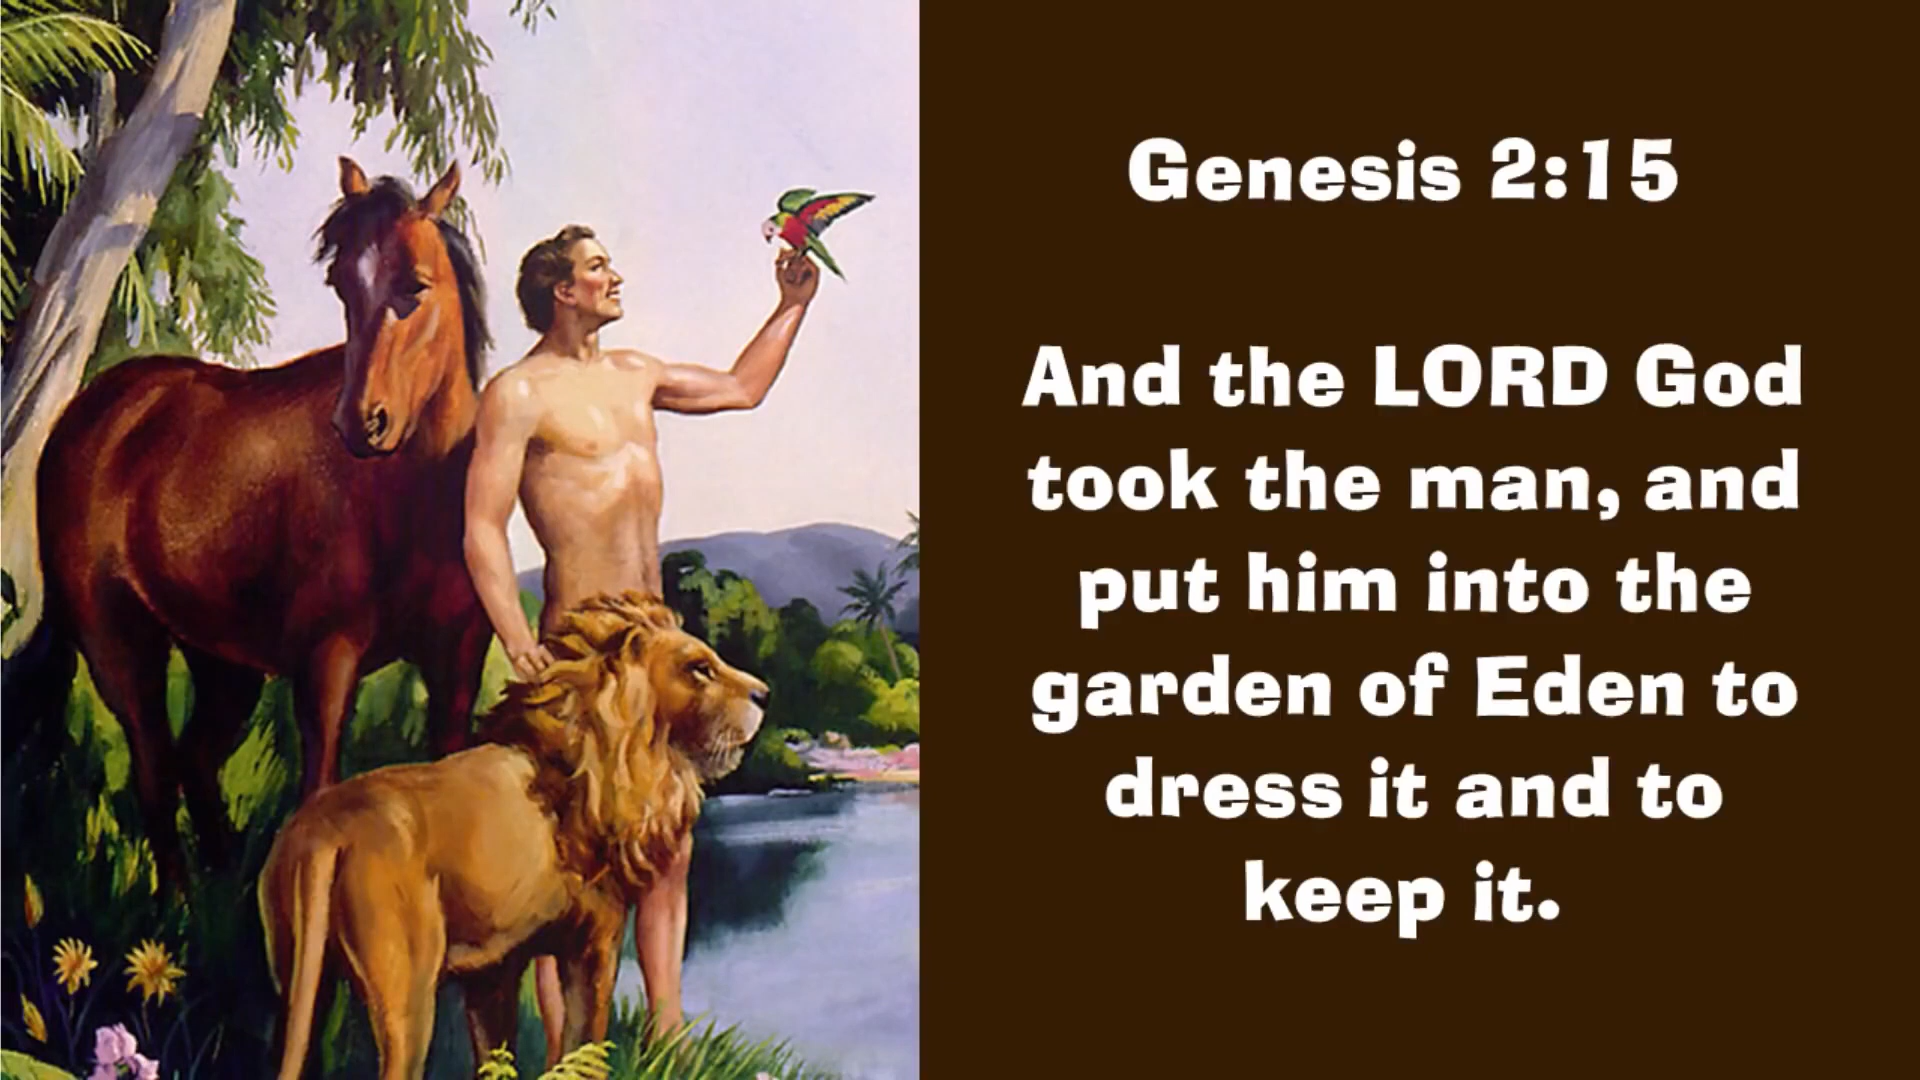 Genesis 2:15
And the LORD God
took the man, and
put him into the
garden of Eden to
dress it and to
keep it.